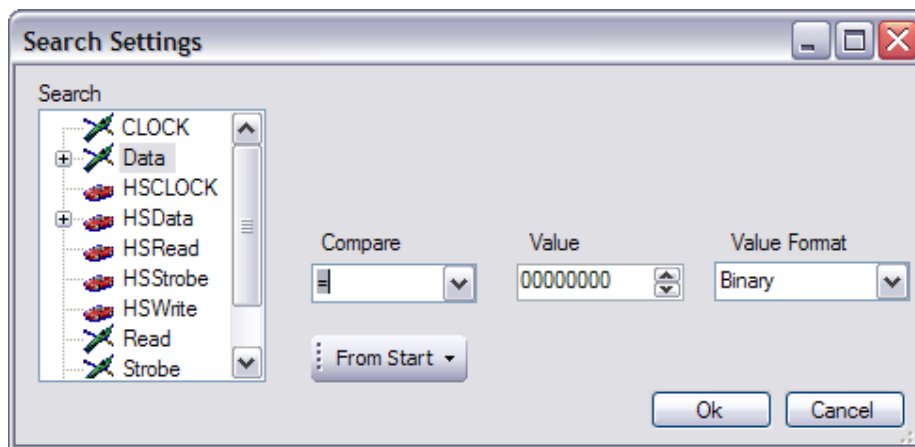 Search Settings
Search
CLOCK
Data
HSCLOCK
HSData
HSRead
HSStrobe
HSWrite
Read
Strobe
Compare
=
Value
00000000
Value Format
Binary
From Start
Ok
Cancel